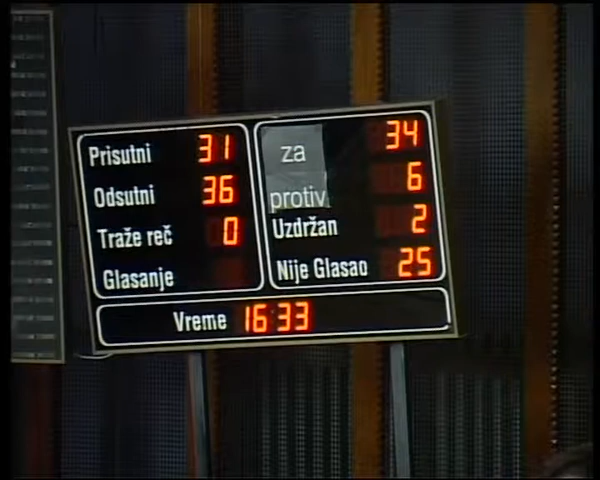 Prisutni 31
Odsutni 36
Traže reč 0
Glasanje
za 34
protiv 6
Uzdržan 2
Nije Glasao 25
Vreme 16:33